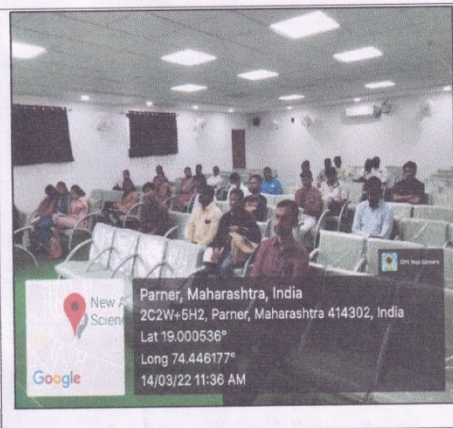 GPS Map Camera
New A
Scienc
Google
Parner, Maharashtra, India
2C2W+5H2, Parner, Maharashtra 414302, India
Lat 19.000536°
Long 74.446177°
14/03/22 11:36 AM